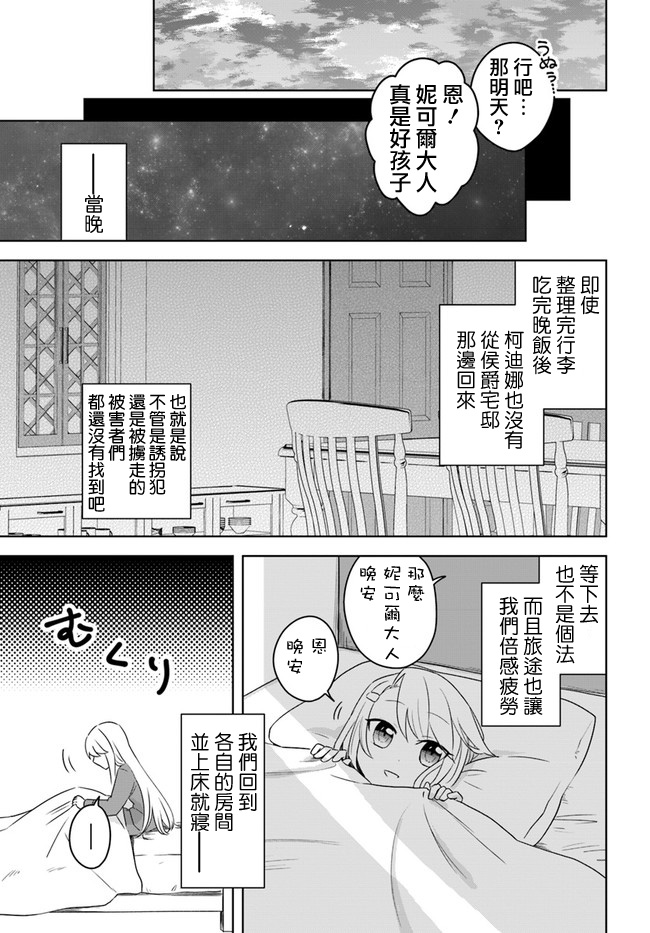 うぬぅ…
行吧…
那明天？
恩！
妮可爾大人
真是好孩子
——當晚
即使
整理完行李
吃完晚飯後
柯迪娜也沒有
從侯爵宅邸
那邊回來
也就是說
不管是誘拐犯
還是被擄走的
被害者們
都還沒有找到吧
等下去
也不是個法
而且旅途也讓
我們倍感疲勞
那麼
妮可爾大人
晚安
恩
晚安
我們回到
各自的房間
並上床就寢——
むくり
—